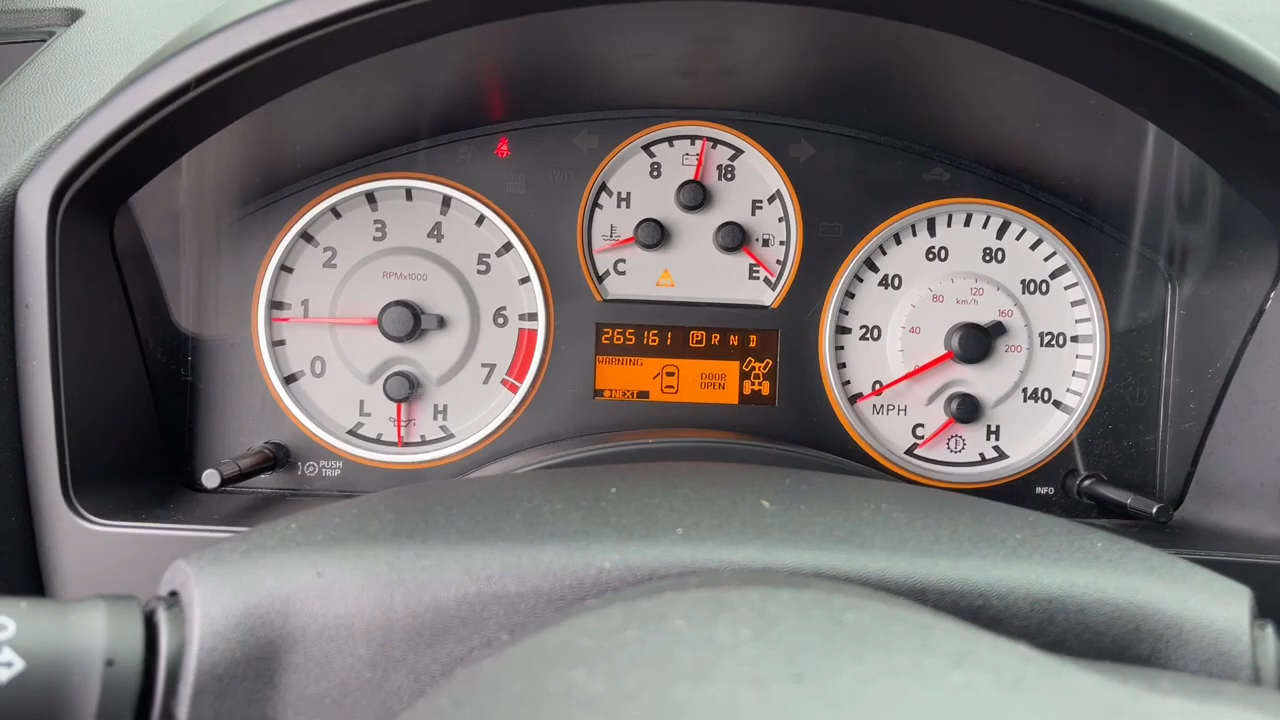 4WD
8 18
H F
C E
3 4
2 5
RPMx1000
1 6
0 7
L H
PUSH
TRIP
265161 P R N D
WARNING
DOOR
OPEN
NEXT
60 80
40 100
80 120
km/h
160
40
20 120
200
0
MPH 140
C H
INFO